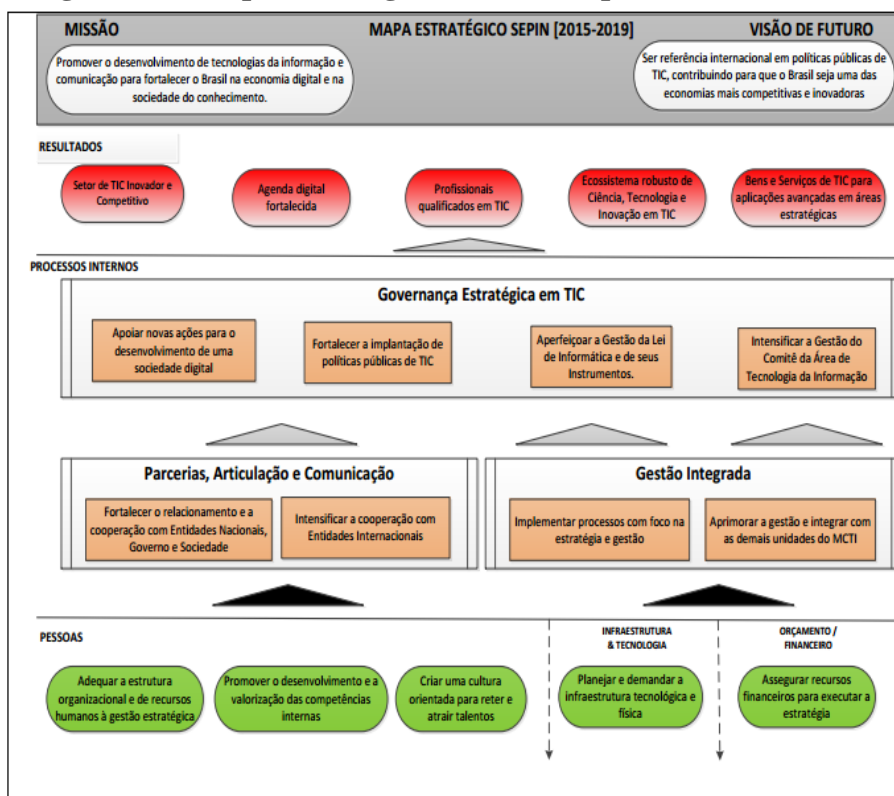 MISSÃO
MAPA ESTRATÉGICO SEPIN [2015-2019]
VISÃO DE FUTURO
Promover o desenvolvimento de tecnologias da informação e
comunicação para fortalecer o Brasil na economia digital e na
sociedade do conhecimento.
Ser referência internacional em políticas públicas de
TIC, contribuindo para que o Brasil seja uma das
economias mais competitivas e inovadoras
RESULTADOS
Setor de TIC Inovador e
Competitivo
Agenda digital
fortalecida
Profissionais
qualificados em TIC
Ecossistema robusto de
Ciência, Tecnologia e
Inovação em TIC
Bens e Serviços de TIC para
aplicações avançadas em áreas
estratégicas
PROCESSOS INTERNOS
Governança Estratégica em TIC
Apoiar novas ações para o
desenvolvimento de uma
sociedade digital
Fortalecer a implantação de
políticas públicas de TIC
Aperfeiçoar a Gestão da Lei
de Informática e de seus
Instrumentos.
Intensificar a Gestão do
Comitê da Área de
Tecnologia da Informação
Parcerias, Articulação e Comunicação
Fortalecer o relacionamento e a
cooperação com Entidades Nacionais,
Governo e Sociedade
Intensificar a cooperação com
Entidades Internacionais
Gestão Integrada
Implementar processos com foco na
estratégia e gestão
Aprimorar a gestão e integrar com
as demais unidades do MCTI
PESSOAS
Adequar a estrutura
organizacional e de recursos
humanos à gestão estratégica
Promover o desenvolvimento e a
valorização das competências
internas
Criar uma cultura
orientada para reter e
atrair talentos
INFRAESTRUTURA
& TECNOLOGIA
Planejar e demandar a
infraestrutura tecnológica e
física
ORÇAMENTO /
FINANCEIRO
Assegurar recursos
financeiros para executar a
estratégia